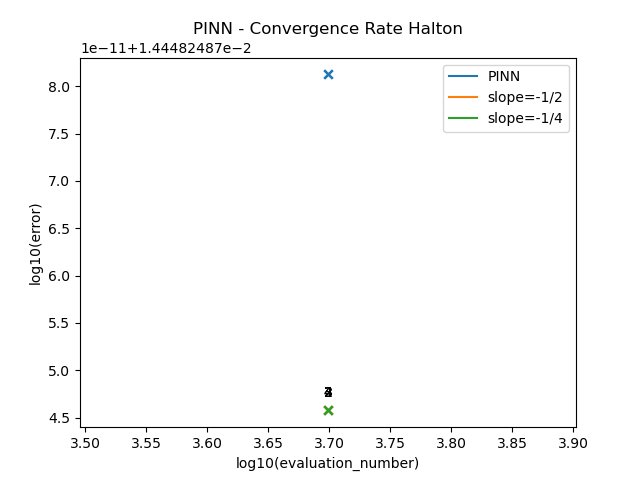 PINN - Convergence Rate Halton
1e−11+1.44482487e−2
PINN
slope=-1/2
slope=-1/4
8.0
7.5
7.0
6.5
6.0
5.5
5.0
4.5
log10(error)
3.50 3.55 3.60 3.65 3.70 3.75 3.80 3.85 3.90
log10(evaluation_number)